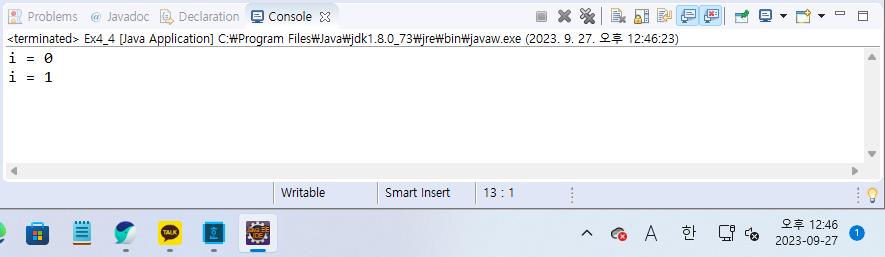 Problems @ Javadoc Declaration Console
<terminated> Ex4_4 [Java Application] C:₩Program Files₩Java₩jdk1.8.0_73₩jre₩bin₩javaw.exe (2023. 9. 27. 오후 12:46:23)
i = 0
i = 1
Writable Smart Insert 13 : 1
TALK A 한 오후 12:46
2023-09-27 1